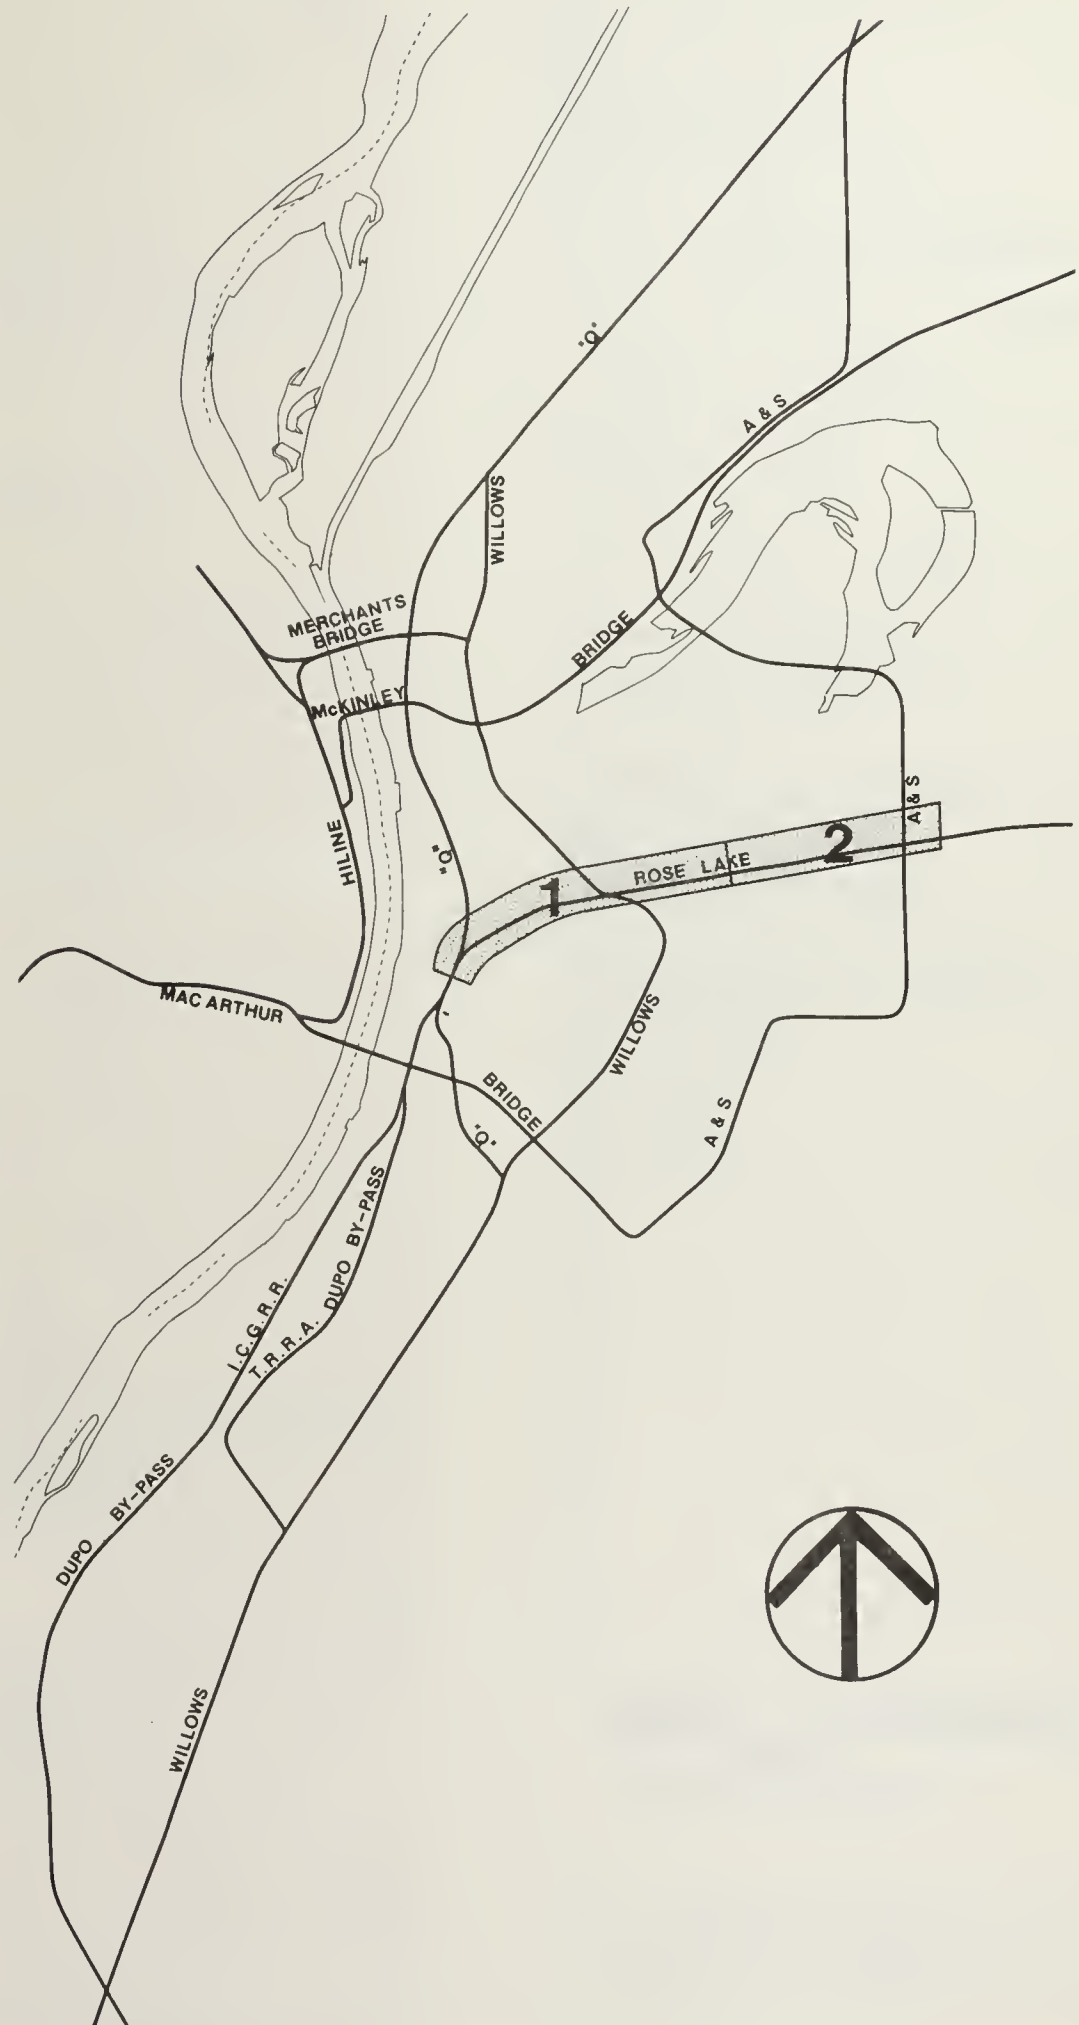 "Q"
A & S
WILLOWS
MERCHANTS
BRIDGE
BRIDGE
McKINLEY
A & S
HILINE
"Q"
ROSE LAKE
1
2
MAC ARTHUR
WILLOWS
BRIDGE
A & S
"Q"
DUPO BY-PASS
I.C.G.R.R.
T.R.R.A.
DUPO BY-PASS
WILLOWS